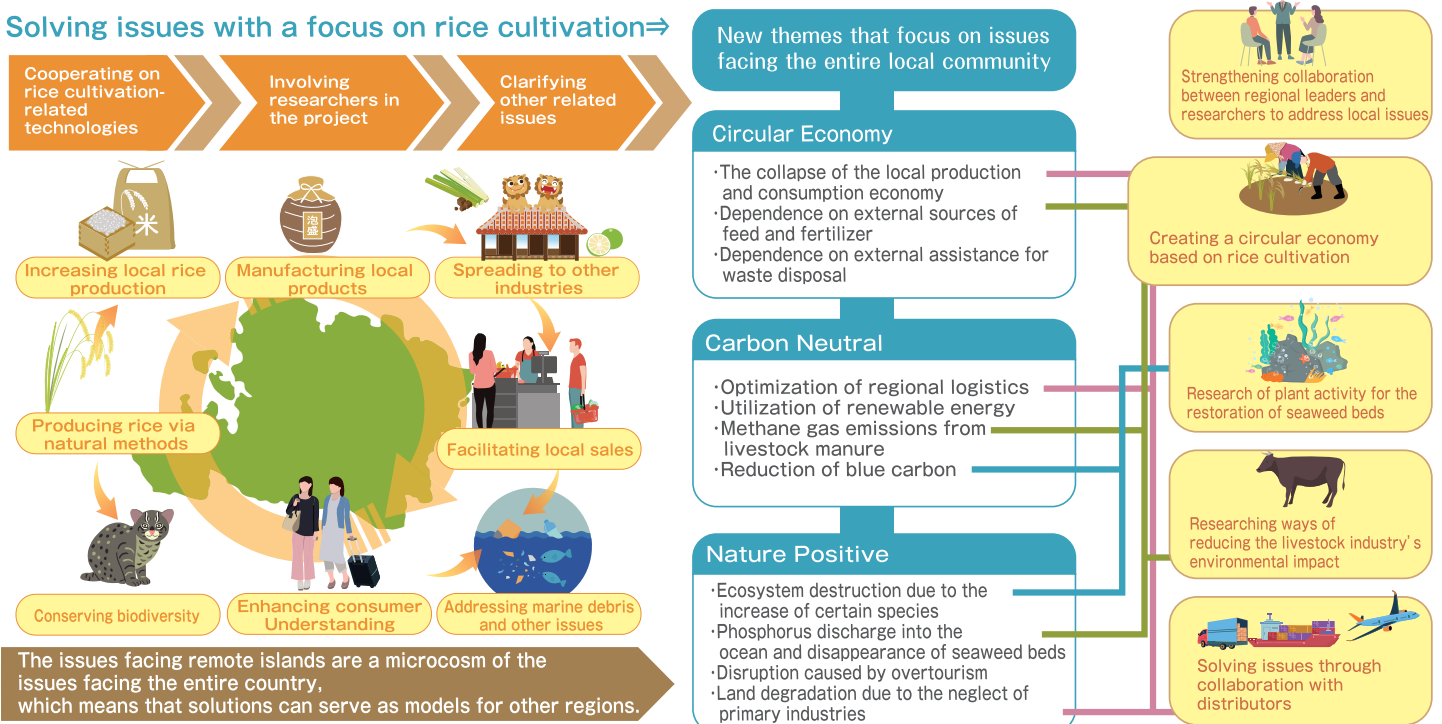 Solving issues with a focus on rice cultivation⇒
Cooperating on
rice cultivation-
related
technologies
Involving
researchers in
the project
Clarifying
other related
issues
米
泡
盛
Increasing local rice
production
Manufacturing local
products
Spreading to other
industries
Producing rice via
natural methods
Facilitating local sales
Conserving biodiversity
Enhancing consumer
Understanding
Addressing marine debris
and other issues
The issues facing remote islands are a microcosm of the
issues facing the entire country,
which means that solutions can serve as models for other regions.
New themes that focus on issues
facing the entire local community
Circular Economy
・The collapse of the local production
and consumption economy
・Dependence on external sources of
feed and fertilizer
・Dependence on external assistance for
waste disposal
Carbon Neutral
・Optimization of regional logistics
・Utilization of renewable energy
・Methane gas emissions from
livestock manure
・Reduction of blue carbon
Nature Positive
・Ecosystem destruction due to the
increase of certain species
・Phosphorus discharge into the
ocean and disappearance of seaweed beds
・Disruption caused by overtourism
・Land degradation due to the neglect of
primary industries
Strengthening collaboration
between regional leaders and
researchers to address local issues
Creating a circular economy
based on rice cultivation
Research of plant activity for the
restoration of seaweed beds
Researching ways of
reducing the livestock industry's
environmental impact
Solving issues through
collaboration with
distributors